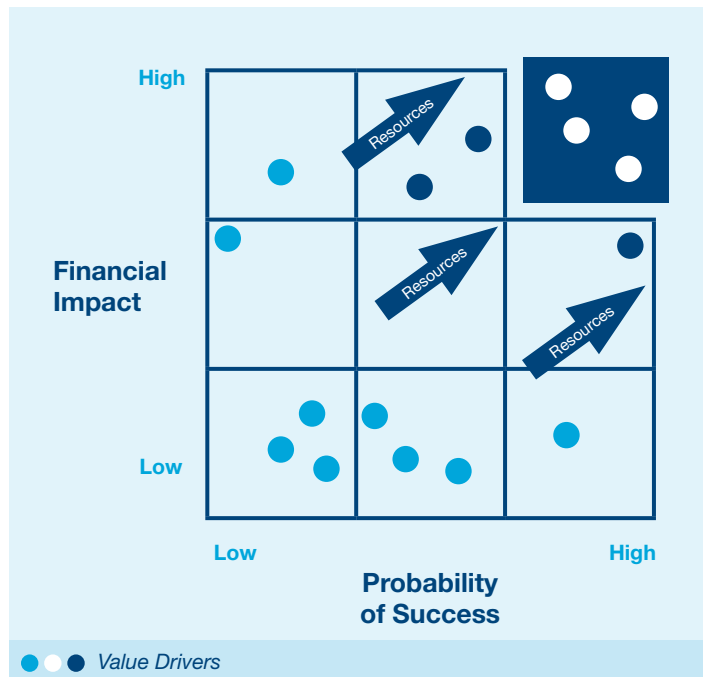 High
Resources
Resources
Financial
Impact
Resources
Low
Low
High
Probability
of Success
Value Drivers